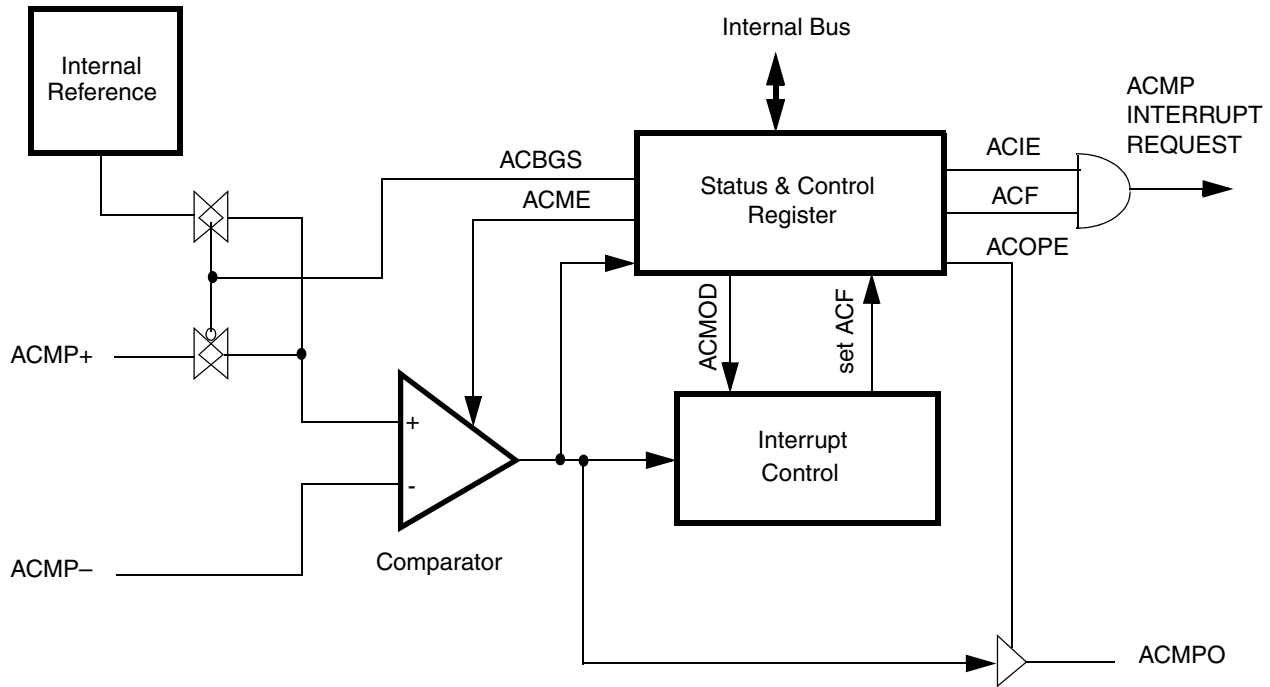 Internal Bus
Internal
Reference
ACMP
INTERRUPT
REQUEST
ACBGS
ACME
Status & Control
Register
ACIE
ACF
ACOPE
ACMOD
set ACF
ACMP+
+
-
Interrupt
Control
Comparator
ACMP–
ACMPO